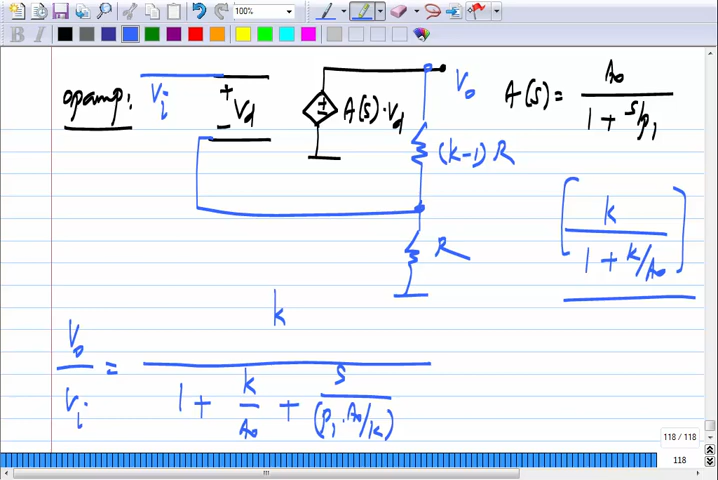 100%
B I
opamp:
Vi
+
Vd
-
A(s)·Vd
Vo
A(s) = A0 / (1 + s/p1)
(k-1)R
R
[k / (1 + k/A0)]
Vo/Vi = k / (1 + k/A0 + s/(p1·A0/k))
118 / 118
118